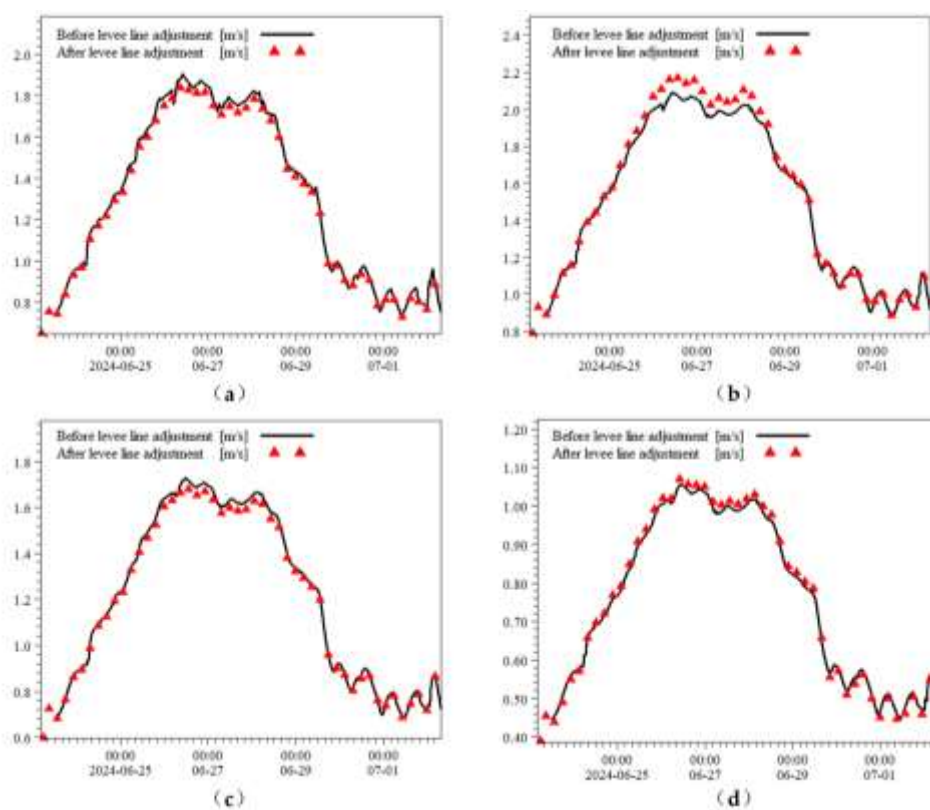 Before levee line adjustment [m/s]
After levee line adjustment [m/s]
2.0
1.8
1.6
1.4
1.2
1.0
0.8
00:00 00:00 00:00 00:00
2024-06-25 06-27 06-29 07-01
(a)
Before levee line adjustment [m/s]
After levee line adjustment [m/s]
2.4
2.2
2.0
1.8
1.6
1.4
1.2
1.0
0.8
00:00 00:00 00:00 00:00
2024-06-25 06-27 06-29 07-01
(b)
Before levee line adjustment [m/s]
After levee line adjustment [m/s]
1.8
1.6
1.4
1.2
1.0
0.8
0.6
00:00 00:00 00:00 00:00
2024-06-25 06-27 06-29 07-01
(c)
Before levee line adjustment [m/s]
After levee line adjustment [m/s]
1.20
1.10
1.00
0.90
0.80
0.70
0.60
0.50
0.40
00:00 00:00 00:00 00:00
2024-06-25 06-27 06-29 07-01
(d)